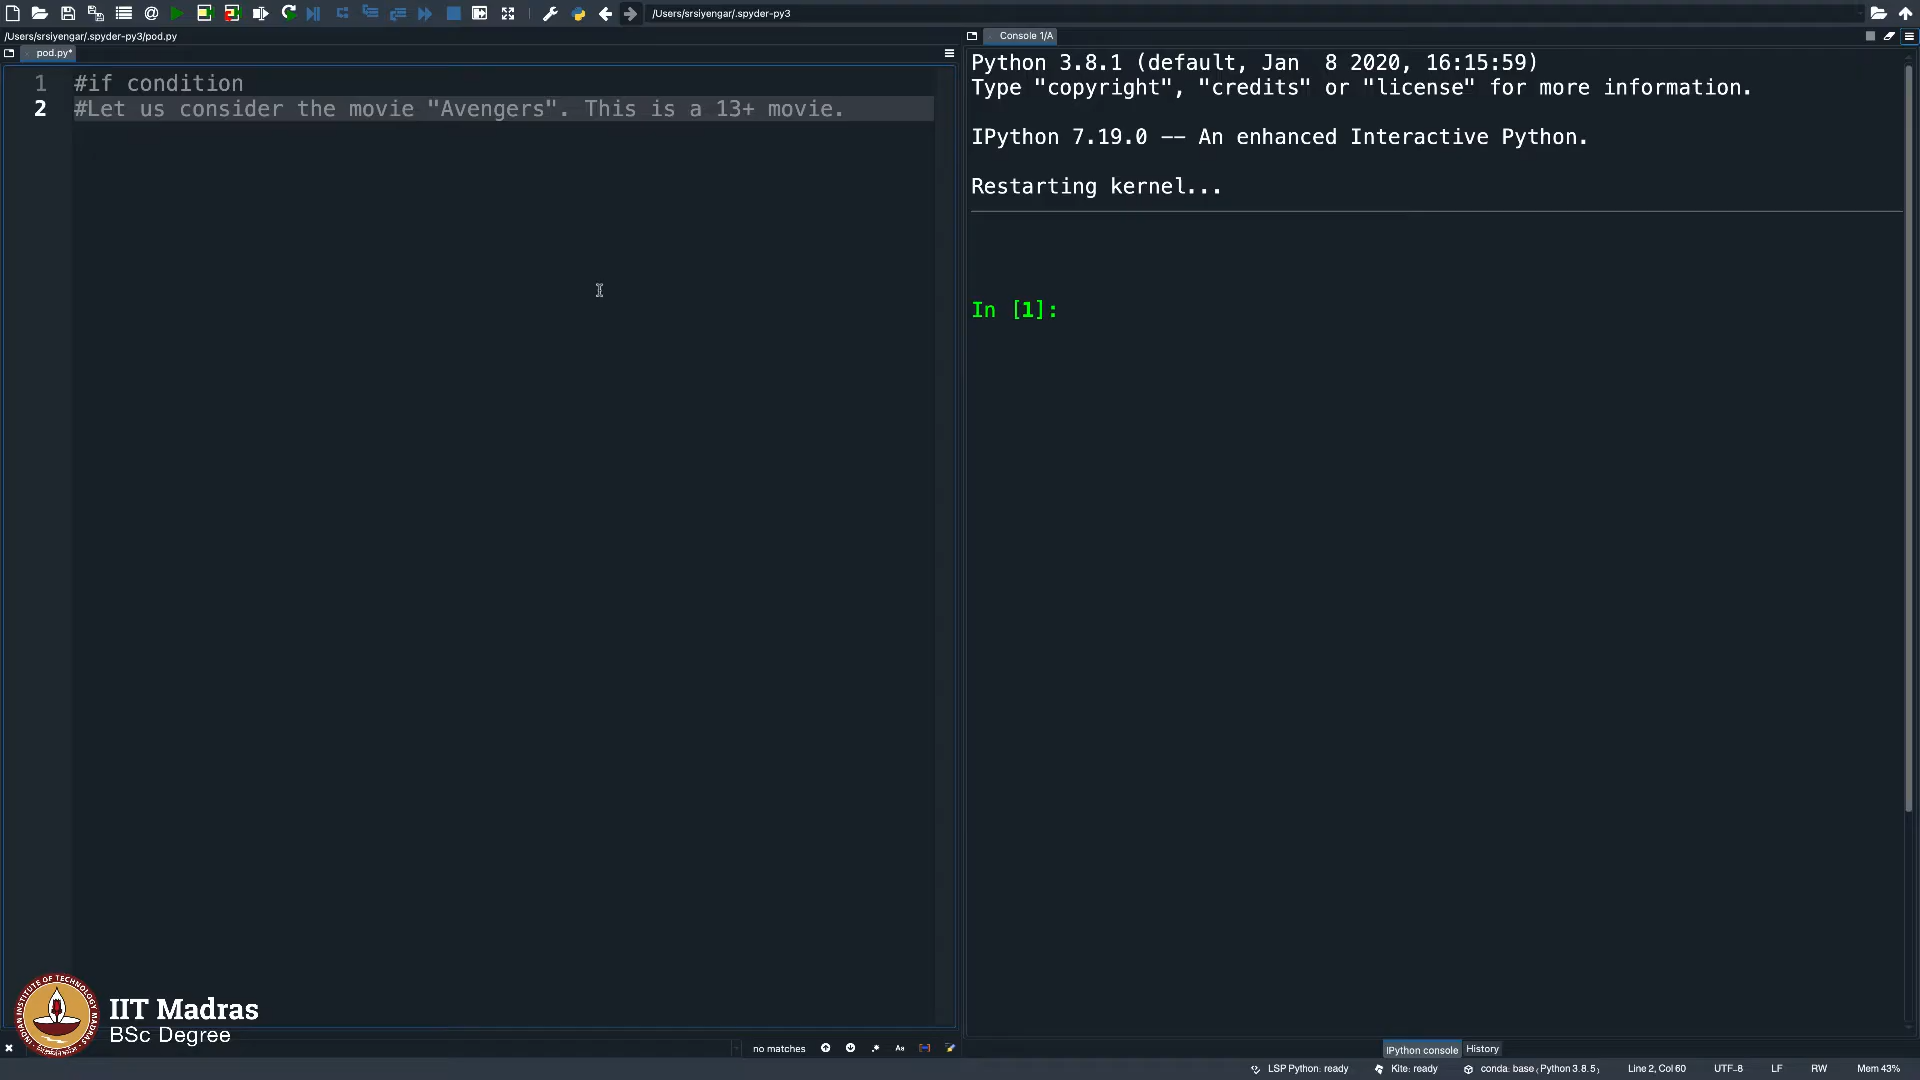 /Users/srsiyengar/.spyder-py3
/Users/srsiyengar/.spyder-py3/pod.py
pod.py*
1 #if condition
2 #Let us consider the movie "Avengers". This is a 13+ movie.
Console 1/A
Python 3.8.1 (default, Jan  8 2020, 16:15:59)
Type "copyright", "credits" or "license" for more information.
IPython 7.19.0 -- An enhanced Interactive Python.
Restarting kernel...
In [1]:
IIT Madras
BSc Degree
no matches
Aa
IPython console
History
LSP Python: ready
Kite: ready
conda: base (Python 3.8.5)
Line 2, Col 60
UTF-8
LF
RW
Mem 43%